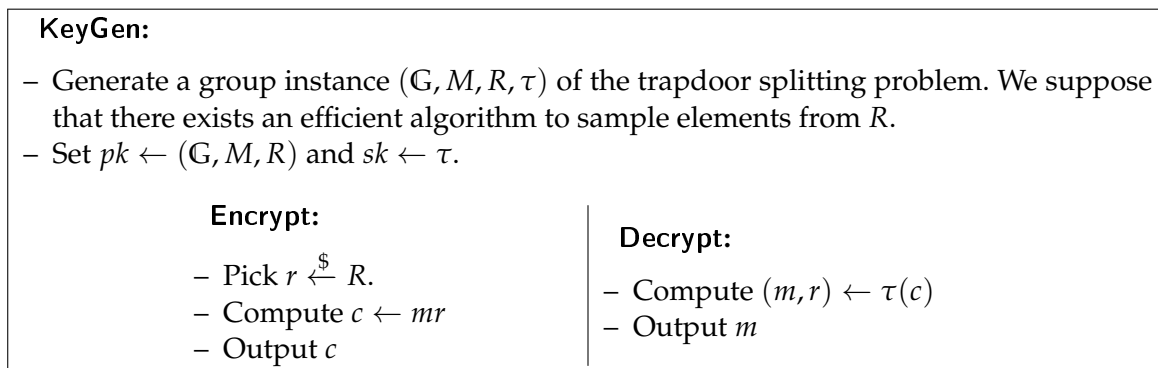 KeyGen:
– Generate a group instance (𝔾, M, R, τ) of the trapdoor splitting problem. We suppose
that there exists an efficient algorithm to sample elements from R.
– Set pk ← (𝔾, M, R) and sk ← τ.
Encrypt:
– Pick r $← R.
– Compute c ← mr
– Output c
Decrypt:
– Compute (m, r) ← τ(c)
– Output m